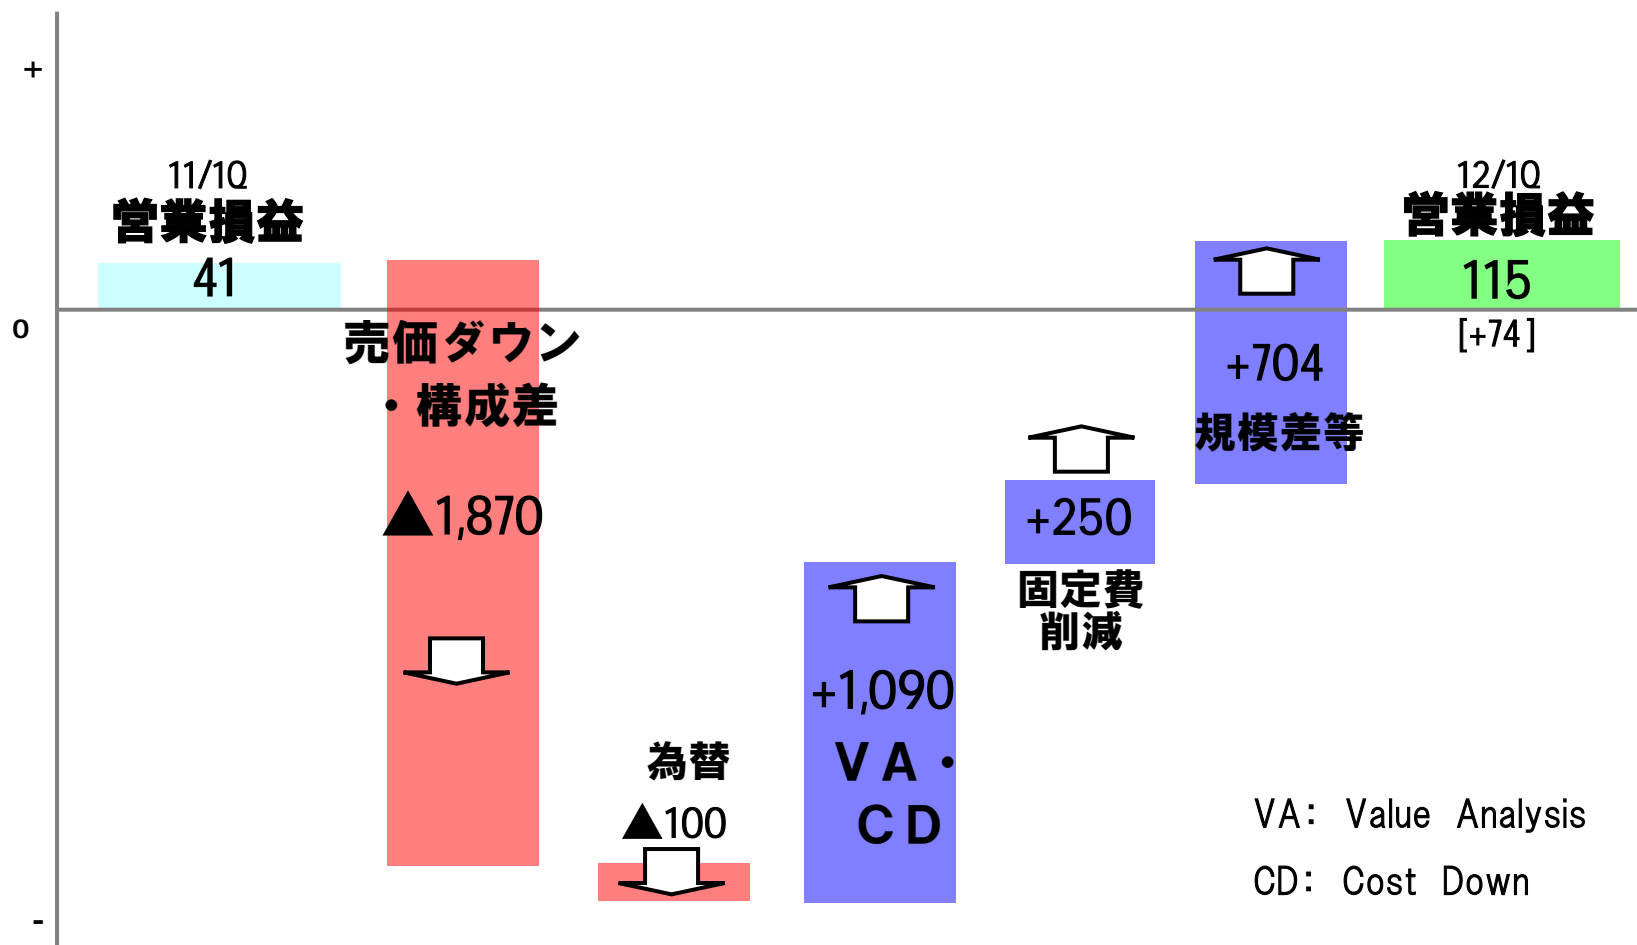 +
11/1Q
営業損益
41
0
売価ダウン
・構成差
▲1,870
為替
▲100
+1,090
VA・
CD
+250
固定費
削減
+704
規模差等
12/1Q
営業損益
115
[+74]
VA: Value Analysis
CD: Cost Down
-